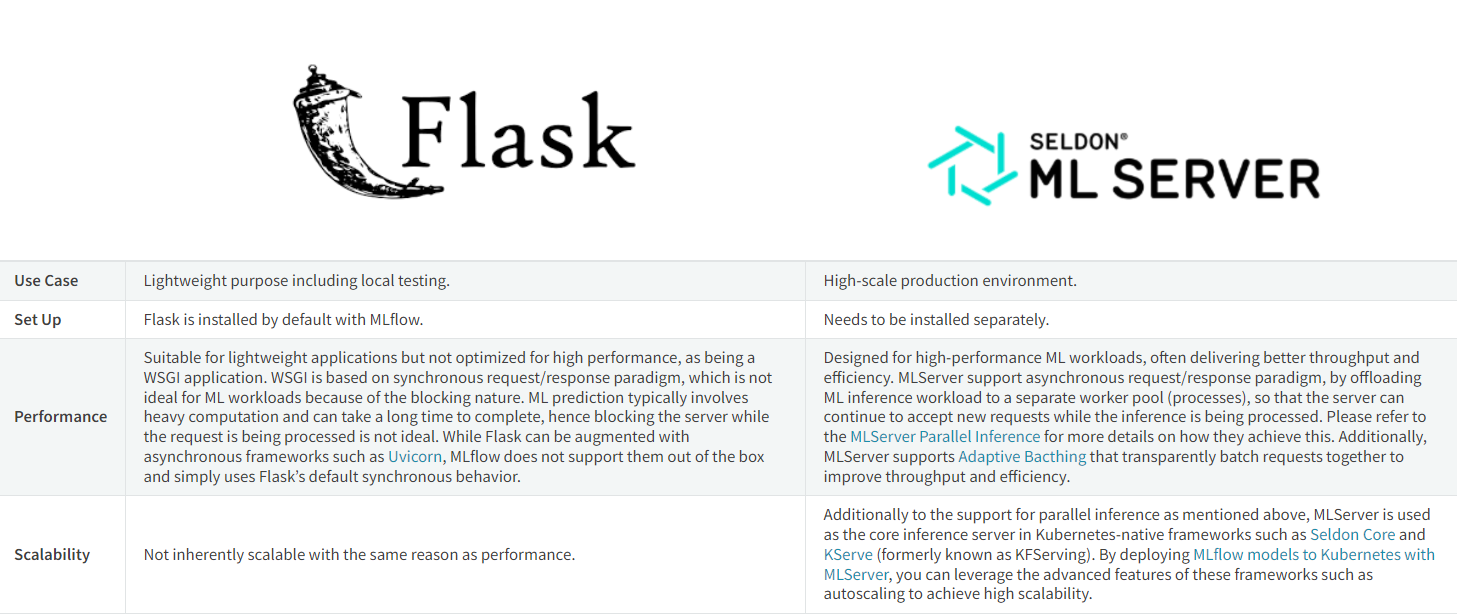 Flask
SELDON®
ML SERVER
Use Case
Lightweight purpose including local testing.
High-scale production environment.
Set Up
Flask is installed by default with MLflow.
Needs to be installed separately.
Performance
Suitable for lightweight applications but not optimized for high performance, as being a
WSGI application. WSGI is based on synchronous request/response paradigm, which is not
ideal for ML workloads because of the blocking nature. ML prediction typically involves
heavy computation and can take a long time to complete, hence blocking the server while
the request is being processed is not ideal. While Flask can be augmented with
asynchronous frameworks such as Uvicorn, MLflow does not support them out of the box
and simply uses Flask’s default synchronous behavior.
Designed for high-performance ML workloads, often delivering better throughput and
efficiency. MLServer support asynchronous request/response paradigm, by offloading
ML inference workload to a separate worker pool (processes), so that the server can
continue to accept new requests while the inference is being processed. Please refer to
the MLServer Parallel Inference for more details on how they achieve this. Additionally,
MLServer supports Adaptive Bacthing that transparently batch requests together to
improve throughput and efficiency.
Scalability
Not inherently scalable with the same reason as performance.
Additionally to the support for parallel inference as mentioned above, MLServer is used
as the core inference server in Kubernetes-native frameworks such as Seldon Core and
KServe (formerly known as KFServing). By deploying MLflow models to Kubernetes with
MLServer, you can leverage the advanced features of these frameworks such as
autoscaling to achieve high scalability.